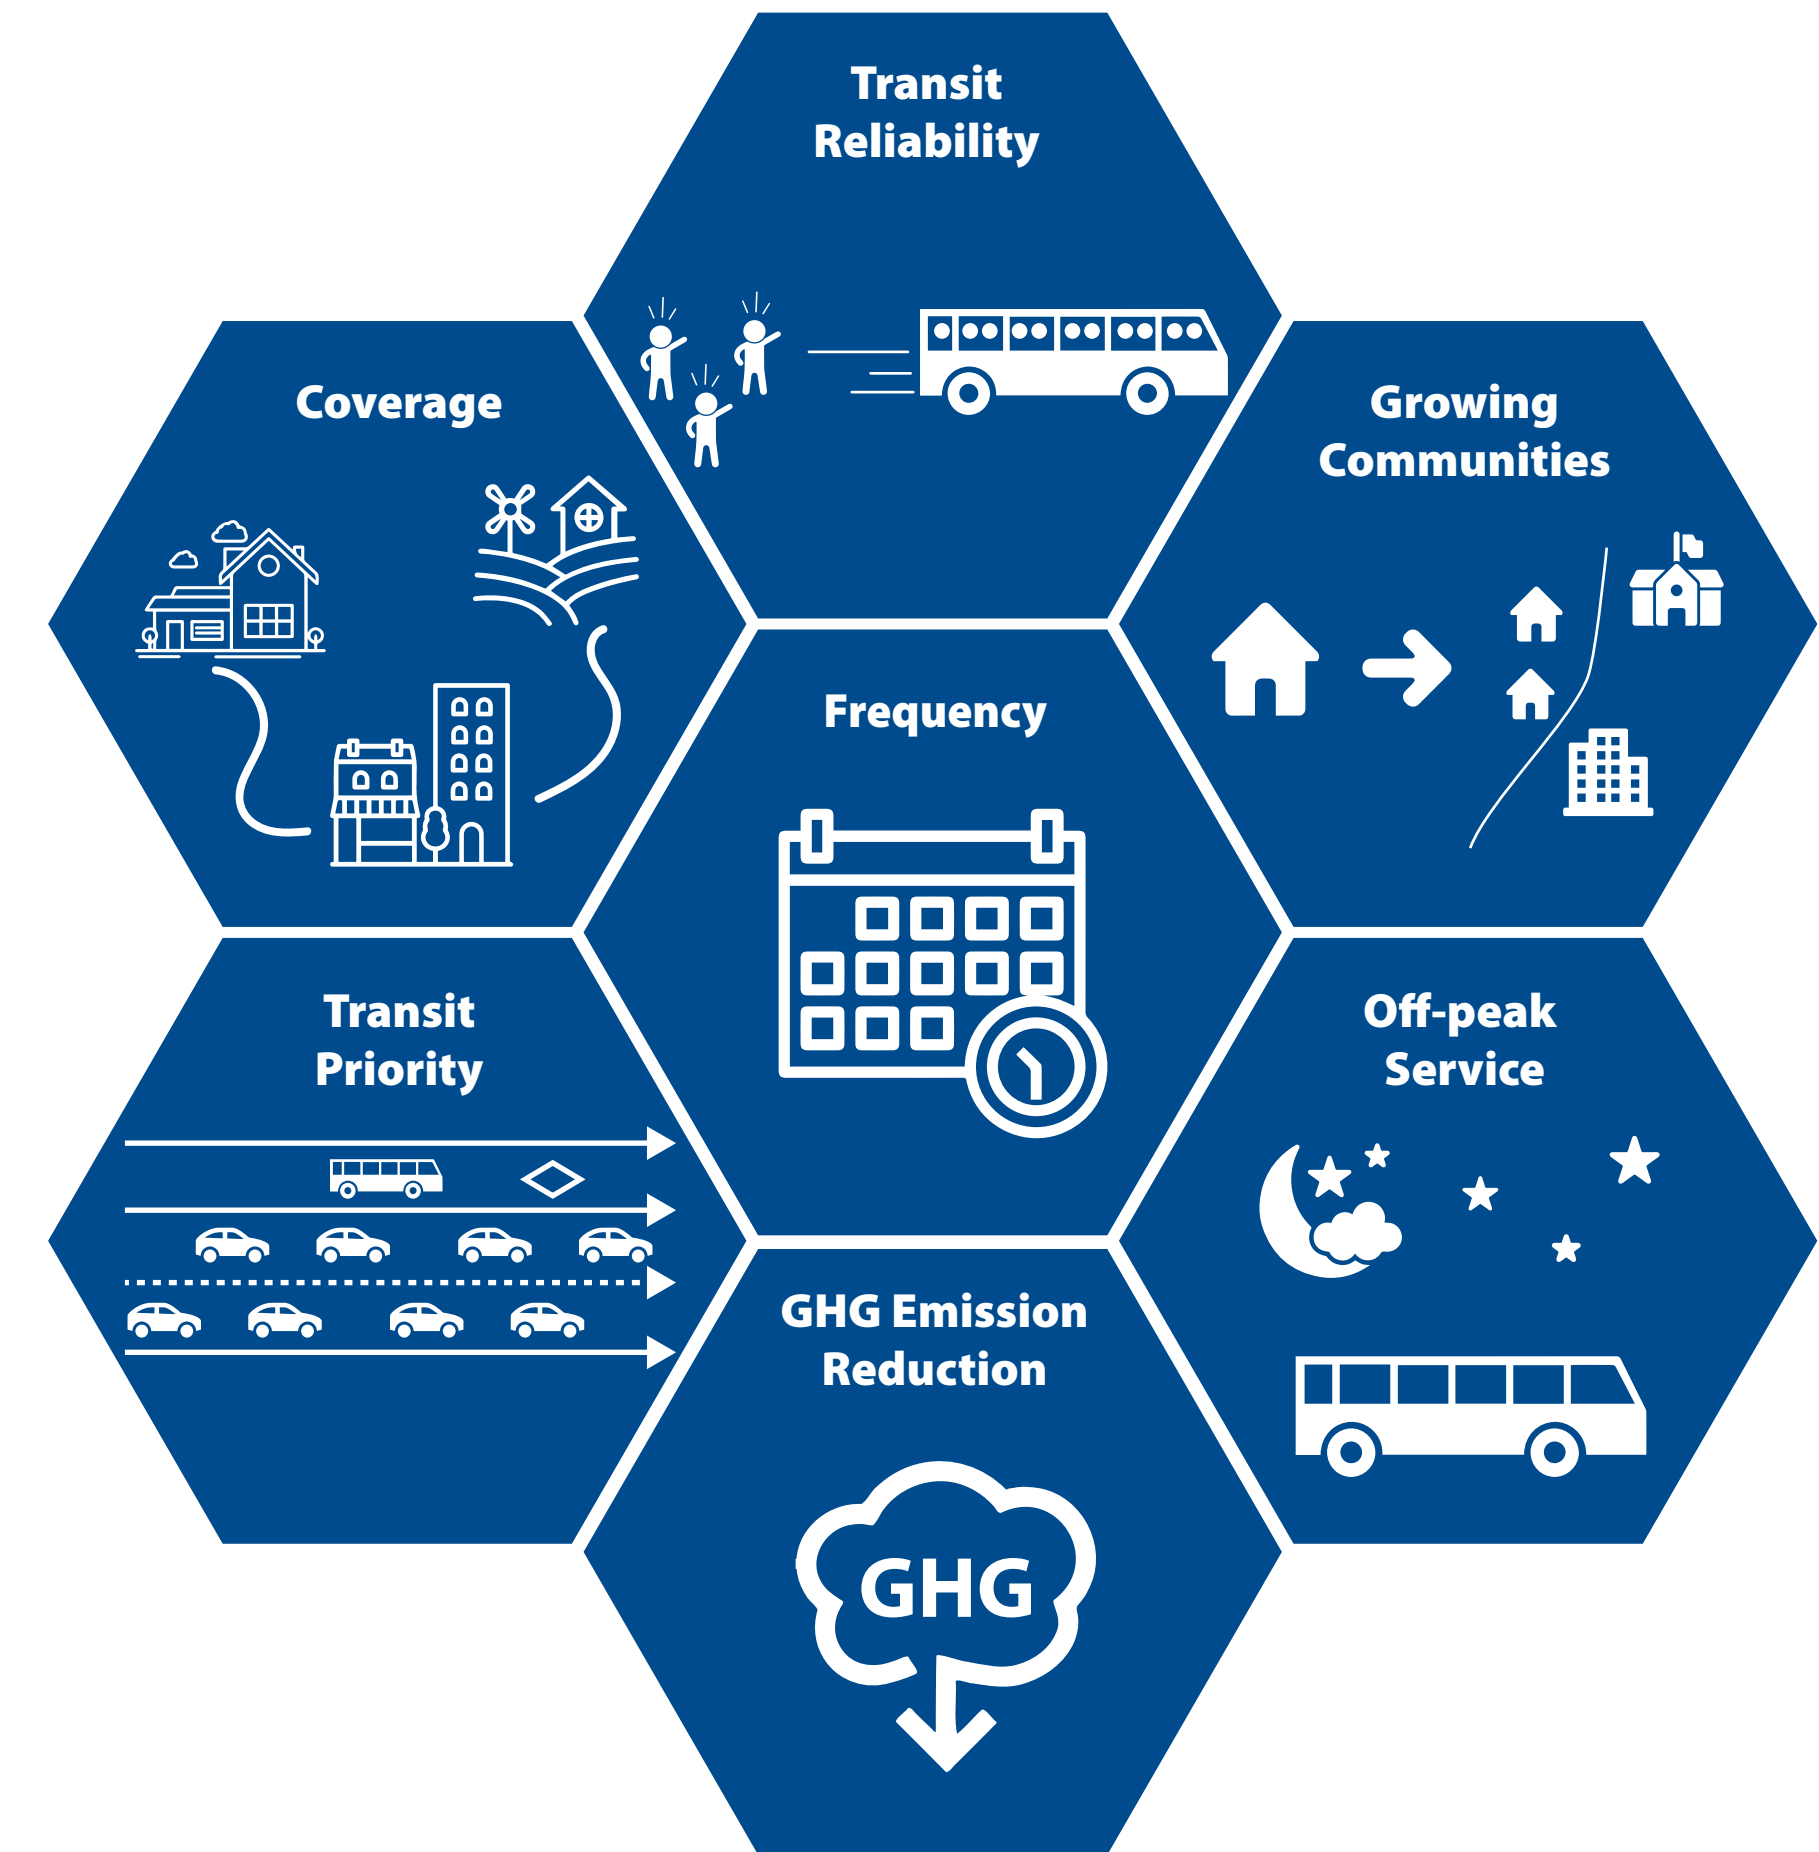 Transit
Reliability
Coverage
Growing
Communities
Frequency
Transit
Priority
Off-peak
Service
GHG Emission
Reduction
GHG